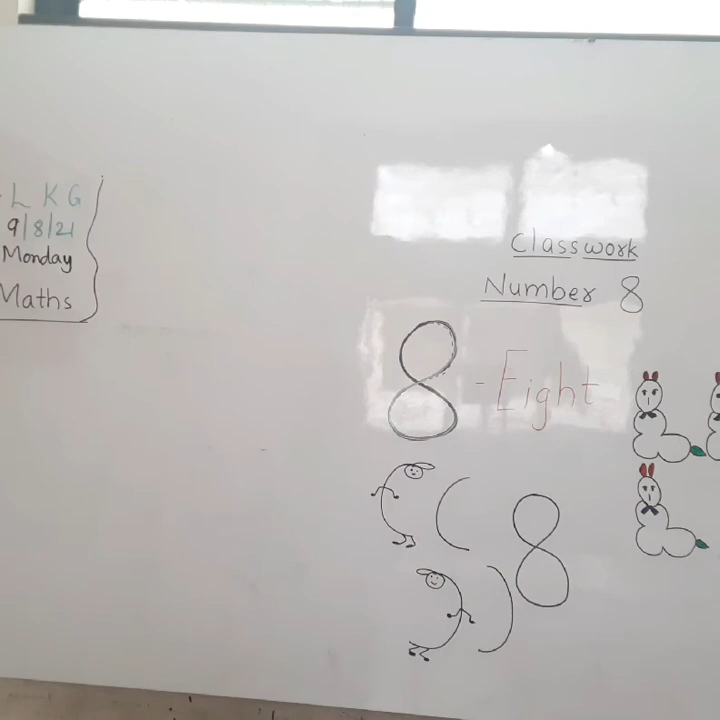 L K G
9/8/21
Monday
Maths
Classwork
Number 8
8 - Eight
8